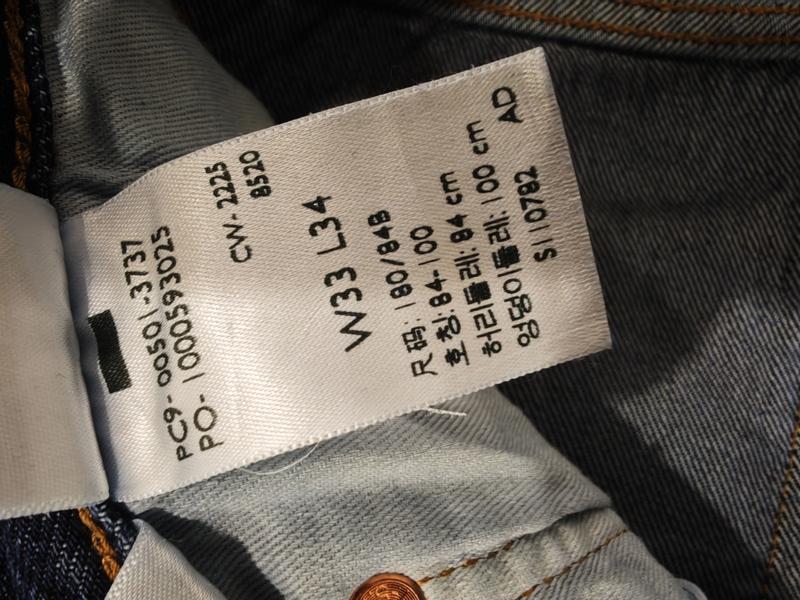 PC9- 00501-3737
PO- 1000593025
CW- 2225
8520
W33 L34
尺码: 180/84B
호칭: 84-100
허리둘레: 84 cm
엉덩이둘레: 100 cm
S110782 AD